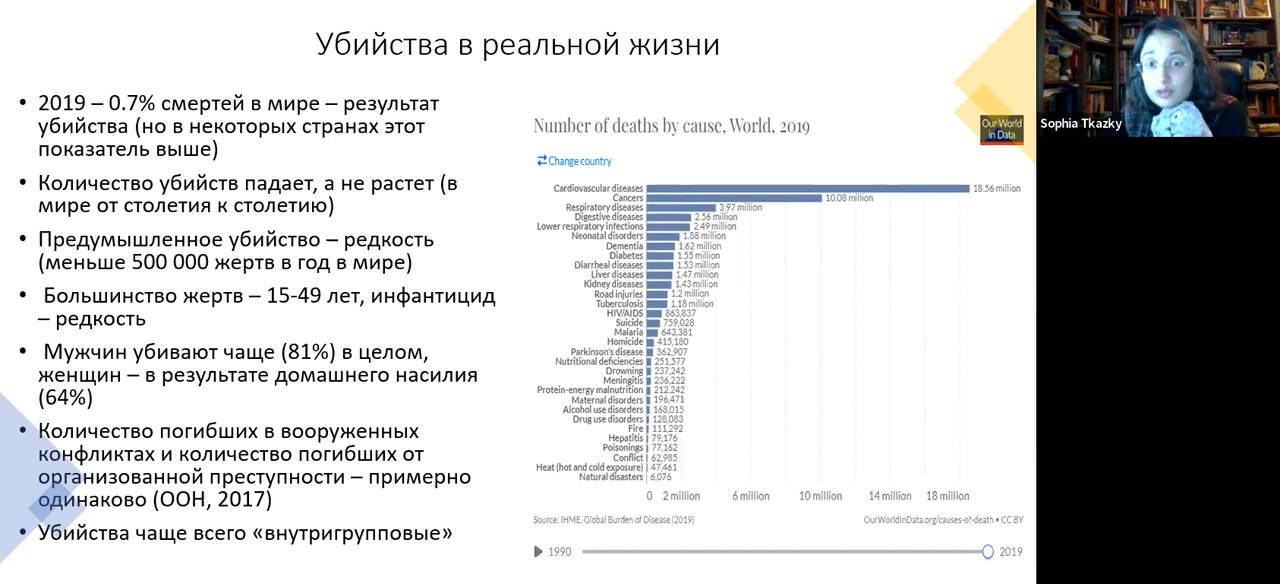 Убийства в реальной жизни
• 2019 – 0.7% смертей в мире – результат
убийства (но в некоторых странах этот
показатель выше)
• Количество убийств падает, а не растет (в
мире от столетия к столетию)
• Предумышленное убийство – редкость
(меньше 500 000 жертв в год в мире)
• Большинство жертв – 15-49 лет, инфантицид
– редкость
• Мужчин убивают чаще (81%) в целом,
женщин – в результате домашнего насилия
(64%)
• Количество погибших в вооруженных
конфликтах и количество погибших от
организованной преступности – примерно
одинаково (ООН, 2017)
• Убийства чаще всего «внутригрупповые»
Number of deaths by cause, World, 2019
Our World
in Data
Change country
Cardiovascular diseases 18.56 million
Cancers 10.08 million
Respiratory diseases 3.97 million
Digestive diseases 2.56 million
Lower respiratory infections 2.49 million
Neonatal disorders 1.88 million
Dementia 1.62 million
Diabetes 1.55 million
Diarrheal diseases 1.53 million
Liver diseases 1.47 million
Kidney diseases 1.43 million
Road injuries 1.2 million
Tuberculosis 1.18 million
HIV/AIDS 863,837
Suicide 759,028
Malaria 643,381
Homicide 415,180
Parkinson's disease 362,907
Nutritional deficiencies 251,577
Drowning 237,242
Meningitis 236,222
Protein-energy malnutrition 212,242
Maternal disorders 196,471
Alcohol use disorders 168,015
Drug use disorders 128,083
Fire 111,292
Hepatitis 79,176
Poisonings 77,162
Conflict 62,985
Heat (hot and cold exposure) 47,461
Natural disasters 6,076
0 2 million 6 million 10 million 14 million 18 million
Source: IHME, Global Burden of Disease (2019) OurWorldInData.org/causes-of-death • CC BY
1990 2019
Sophia Tkazky